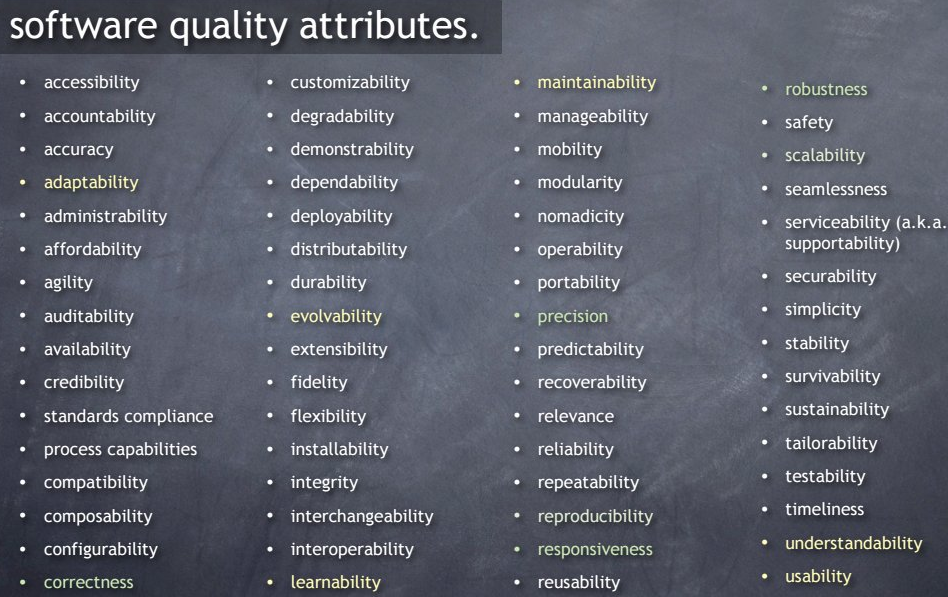 software quality attributes.
• accessibility
• accountability
• accuracy
• adaptability
• administrability
• affordability
• agility
• auditability
• availability
• credibility
• standards compliance
• process capabilities
• compatibility
• composability
• configurability
• correctness
• customizability
• degradability
• demonstrability
• dependability
• deployability
• distributability
• durability
• evolvability
• extensibility
• fidelity
• flexibility
• installability
• integrity
• interchangeability
• interoperability
• learnability
• maintainability
• manageability
• mobility
• modularity
• nomadicity
• operability
• portability
• precision
• predictability
• recoverability
• relevance
• reliability
• repeatability
• reproducibility
• responsiveness
• reusability
• robustness
• safety
• scalability
• seamlessness
• serviceability (a.k.a.
supportability)
• securability
• simplicity
• stability
• survivability
• sustainability
• tailorability
• testability
• timeliness
• understandability
• usability